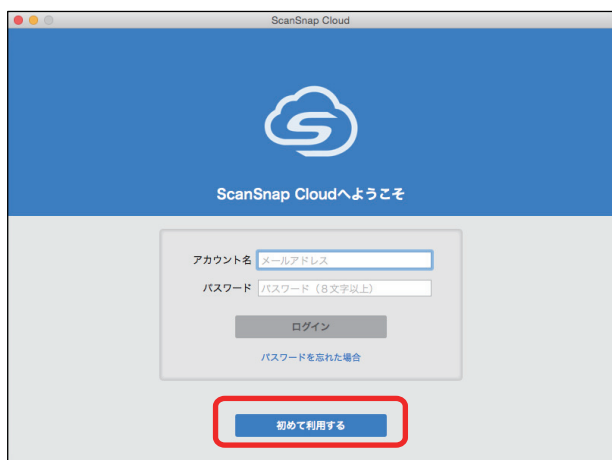 ScanSnap Cloud
ScanSnap Cloudへようこそ
アカウント名 メールアドレス
パスワード パスワード（8文字以上）
ログイン
パスワードを忘れた場合
初めて利用する